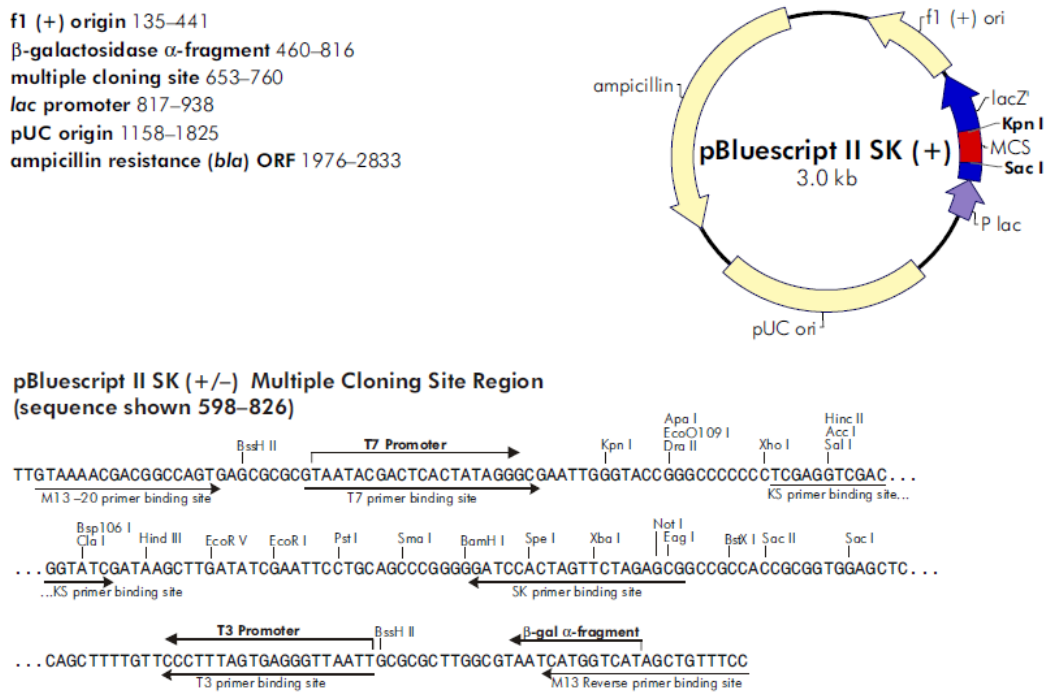 f1 (+) origin 135–441
β-galactosidase α-fragment 460–816
multiple cloning site 653–760
lac promoter 817–938
pUC origin 1158–1825
ampicillin resistance (bla) ORF 1976–2833
f1 (+) ori
ampicillin
lacZ'
Kpn I
MCS
Sac I
P lac
pUC ori
pBluescript II SK (+)
3.0 kb
pBluescript II SK (+/–) Multiple Cloning Site Region
(sequence shown 598–826)
BssH II
T7 Promoter
Kpn I
Apa I
EcoO109 I
Dra II
Xho I
Hinc II
Acc I
Sal I
TTGTAAAACGACGGCCAGTGAGCGCGCGTAATACGACTCACTATAGGGCGAATTGGGTACCGGGCCCCCCCTCGAGGTCGAC...
M13 –20 primer binding site
T7 primer binding site
KS primer binding site...
Bsp106 I
Cla I
Hind III
EcoR V
EcoR I
Pst I
Sma I
BamH I
Spe I
Xba I
Not I
Eag I
BstX I
Sac II
Sac I
...GGTATCGATAAGCTTGATATCGAATTCCTGCAGCCCGGGGGATCCACTAGTTCTAGAGCGGCCGCCACCGCGGTGGAGCTC...
...KS primer binding site
SK primer binding site
T3 Promoter
BssH II
β-gal α-fragment
...CAGCTTTTGTTCCCTTTAGTGAGGGTTAATTGCGCGCTTGGCGTAATCATGGTCATAGCTGTTTCC
T3 primer binding site
M13 Reverse primer binding site